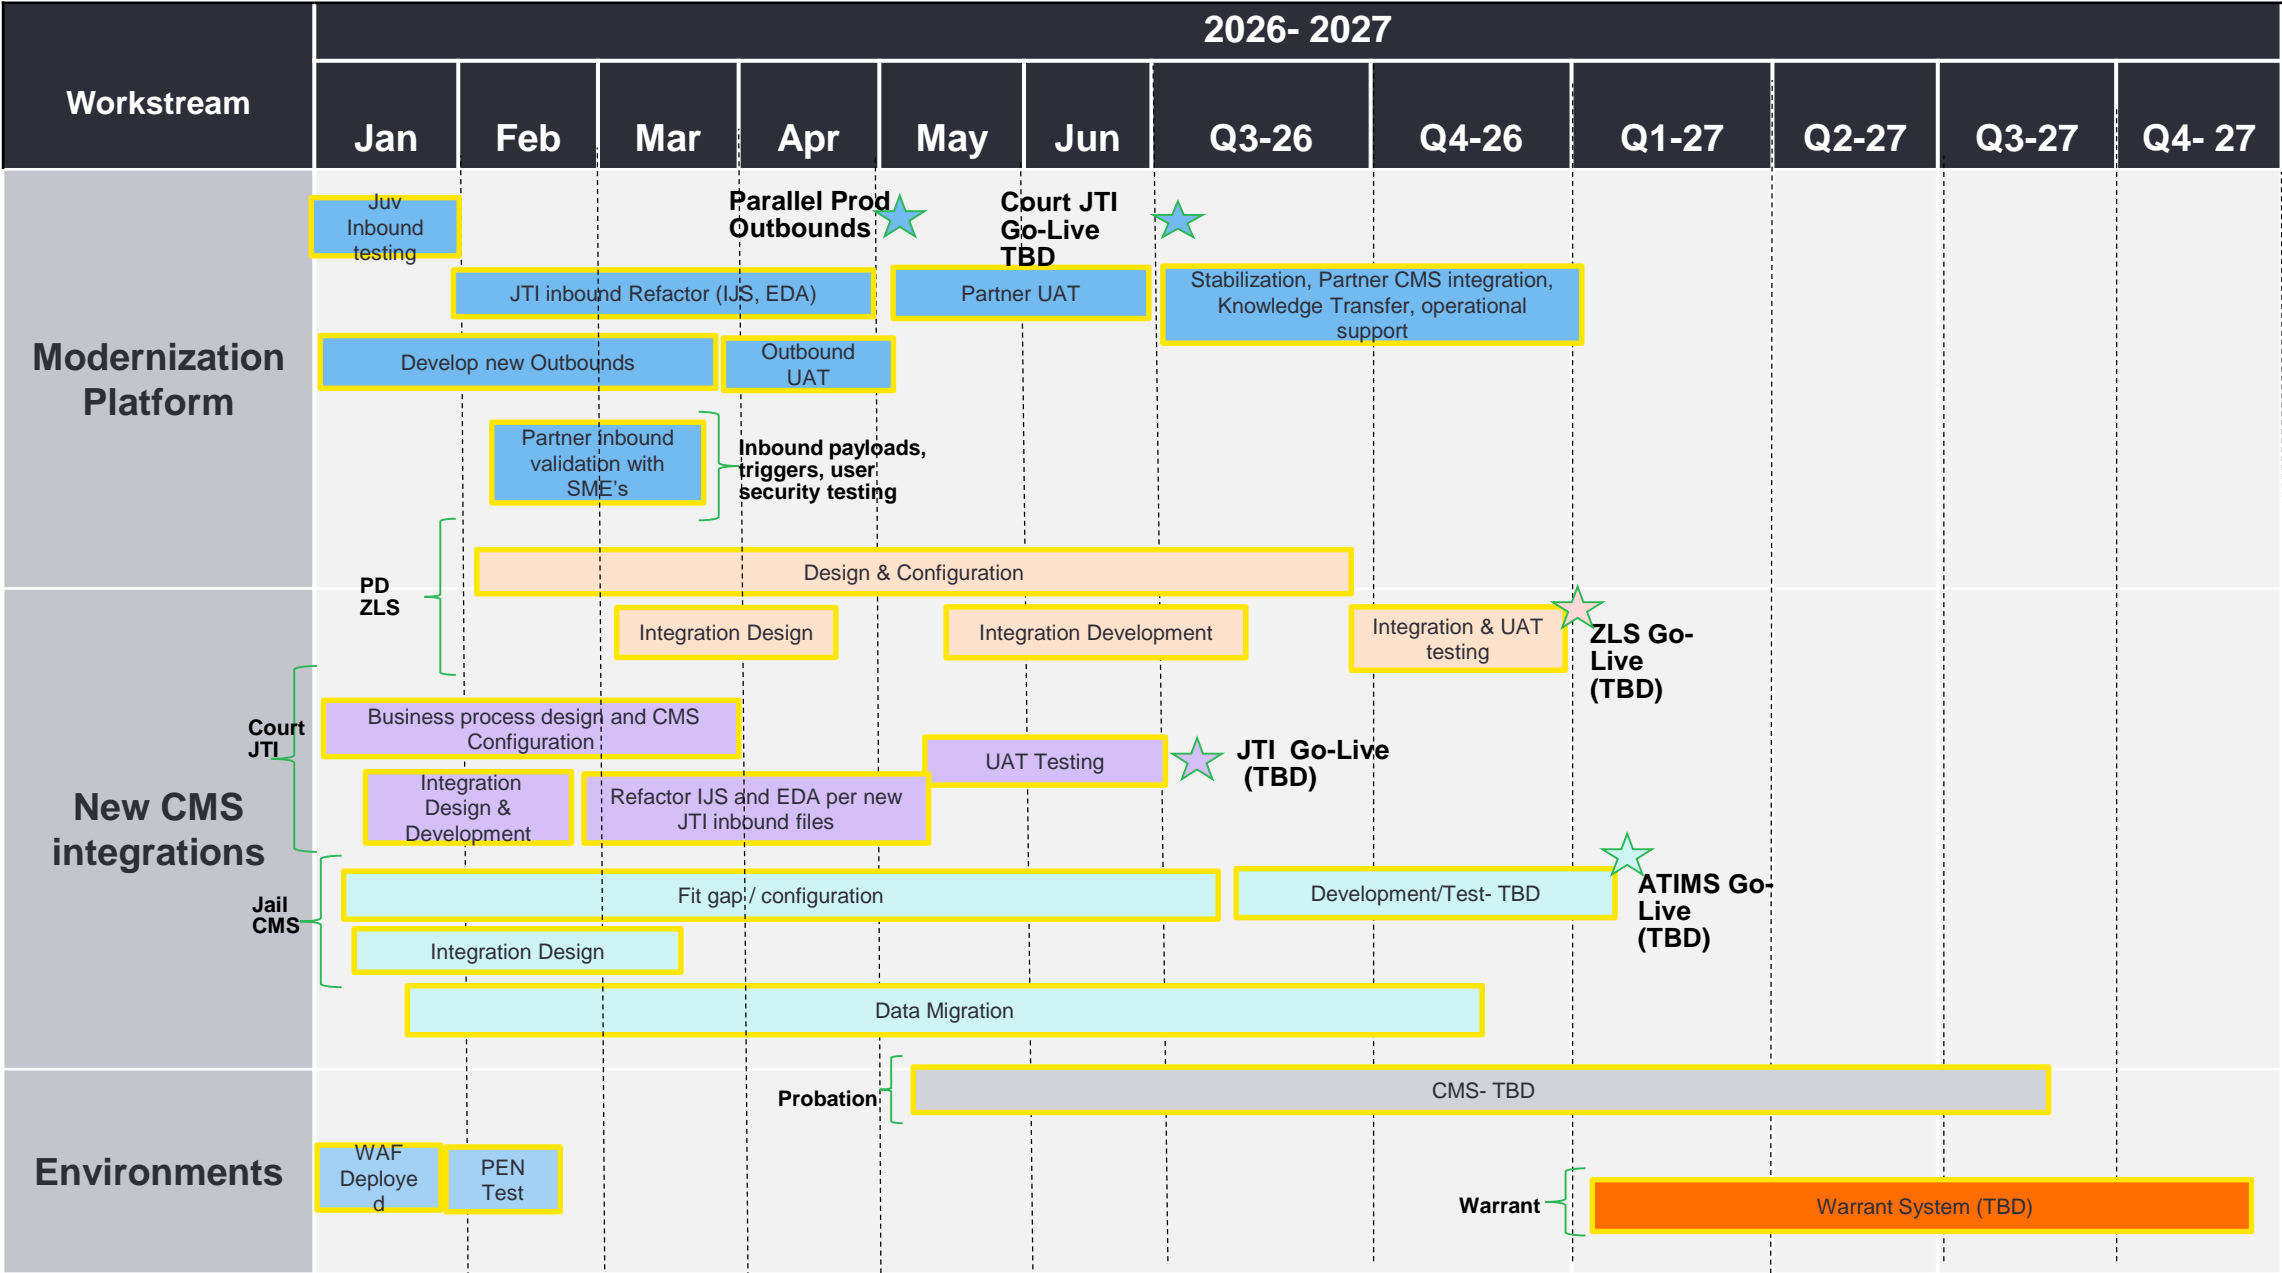 2026- 2027
Workstream
Jan
Feb
Mar
Apr
May
Jun
Q3-26
Q4-26
Q1-27
Q2-27
Q3-27
Q4- 27
Modernization
Platform
Juv
Inbound
testing
Parallel Prod
Outbounds
Court JTI
Go-Live
TBD
JTI inbound Refactor (IJS, EDA)
Partner UAT
Stabilization, Partner CMS integration,
Knowledge Transfer, operational
support
Develop new Outbounds
Outbound
UAT
Partner inbound
validation with
SME's
Inbound payloads,
triggers, user
security testing
PD
ZLS
Design & Configuration
Integration Design
Integration Development
Integration & UAT
testing
ZLS Go-
Live
(TBD)
New CMS
integrations
Court
JTI
Business process design and CMS
Configuration
UAT Testing
JTI  Go-Live
(TBD)
Integration
Design &
Development
Refactor IJS and EDA per new
JTI inbound files
Jail
CMS
Fit gap / configuration
Development/Test- TBD
ATIMS Go-
Live
(TBD)
Integration Design
Data Migration
Probation
CMS- TBD
Environments
WAF
Deploye
d
PEN
Test
Warrant
Warrant System (TBD)